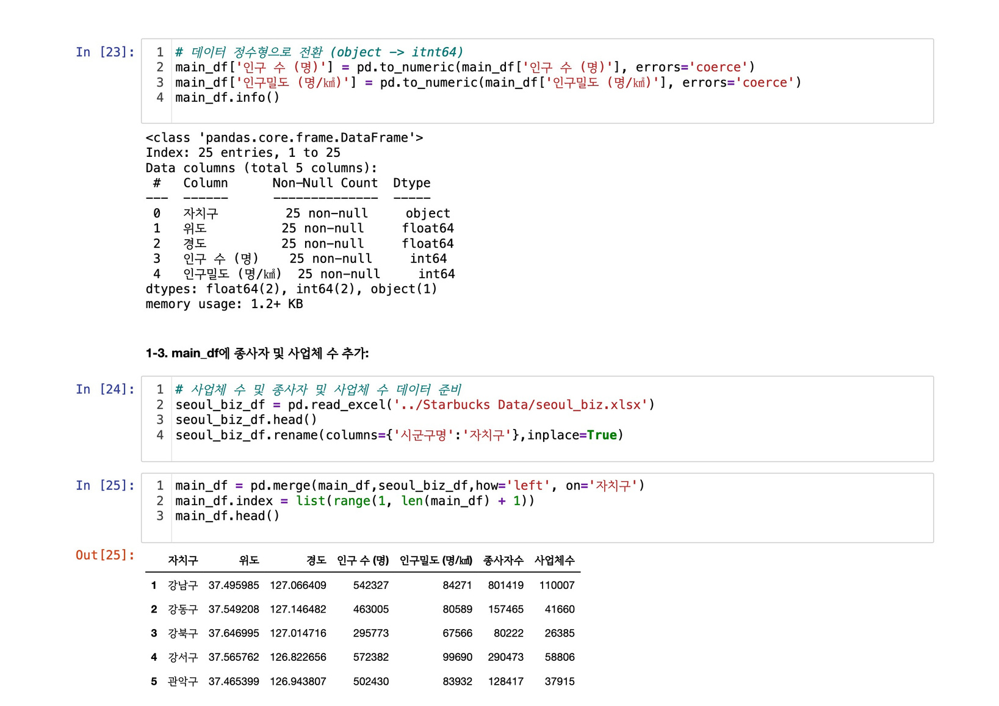 In [23]:
1 # 데이터 정수형으로 전환 (object -> itnt64)
2 main_df['인구 수 (명)'] = pd.to_numeric(main_df['인구 수 (명)'], errors='coerce')
3 main_df['인구밀도 (명/㎢)'] = pd.to_numeric(main_df['인구밀도 (명/㎢)'], errors='coerce')
4 main_df.info()
<class 'pandas.core.frame.DataFrame'>
Index: 25 entries, 1 to 25
Data columns (total 5 columns):
# Column Non-Null Count Dtype
--- ------ -------------- -----
0 자치구 25 non-null object
1 위도 25 non-null float64
2 경도 25 non-null float64
3 인구 수 (명) 25 non-null int64
4 인구밀도 (명/㎢) 25 non-null int64
dtypes: float64(2), int64(2), object(1)
memory usage: 1.2+ KB
1-3. main_df에 종사자 및 사업체 수 추가:
In [24]:
1 # 사업체 수 및 종사자 및 사업체 수 데이터 준비
2 seoul_biz_df = pd.read_excel('../Starbucks Data/seoul_biz.xlsx')
3 seoul_biz_df.head()
4 seoul_biz_df.rename(columns={'시군구명':'자치구'},inplace=True)
In [25]:
1 main_df = pd.merge(main_df,seoul_biz_df,how='left', on='자치구')
2 main_df.index = list(range(1, len(main_df) + 1))
3 main_df.head()
Out[25]:
자치구 위도 경도 인구 수 (명) 인구밀도 (명/㎢) 종사자수 사업체수
1 강남구 37.495985 127.066409 542327 84271 801419 110007
2 강동구 37.549208 127.146482 463005 80589 157465 41660
3 강북구 37.646995 127.014716 295773 67566 80222 26385
4 강서구 37.565762 126.822656 572382 99690 290473 58806
5 관악구 37.465399 126.943807 502430 83932 128417 37915